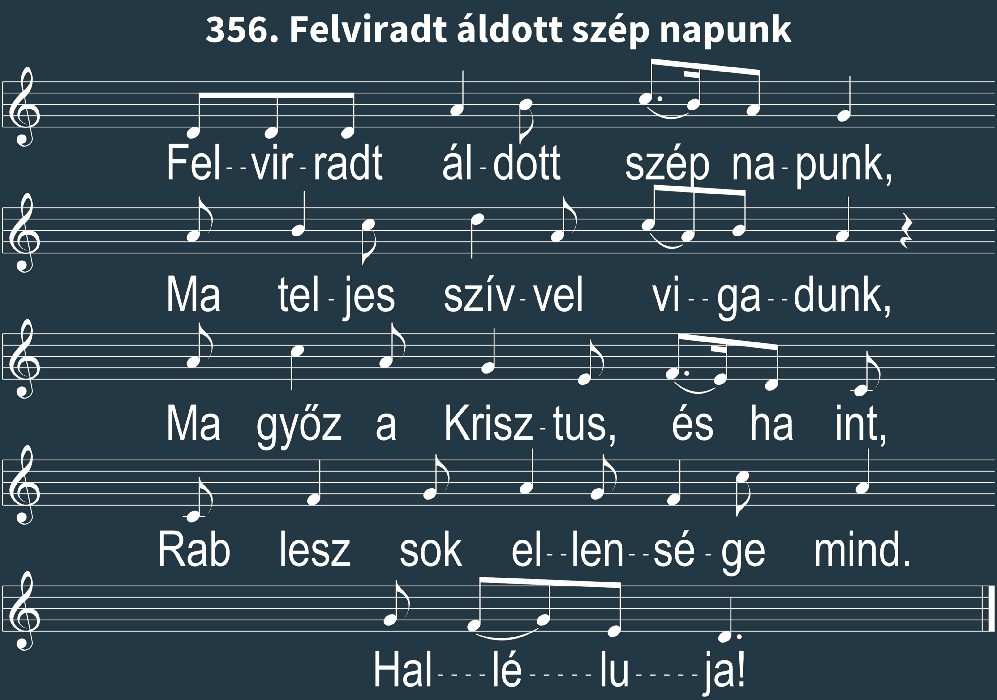 356. Felviradt áldott szép napunk
Fel--vir-radt ál-dott szép na-punk,
Ma tel-jes szív-vel vi--ga--dunk,
Ma győz a Krisz-tus, és ha int,
Rab lesz sok el--len--sé-ge mind.
Hal----lé-----lu-----ja!